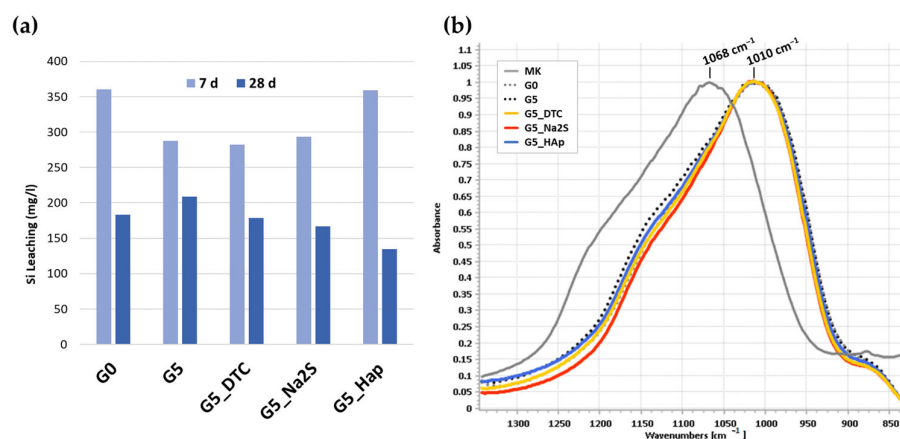 (a)
400
350
300
250
200
150
100
50
0
Si Leaching (mg/l)
7 d
28 d
G0
G5
G5_DTC
G5_Na2S
G5_Hap
(b)
1068 cm⁻¹
1010 cm⁻¹
1.1
1.05
1
0.95
0.9
0.85
0.8
0.75
0.7
0.65
0.6
0.55
0.5
0.45
0.4
0.35
0.3
0.25
0.2
0.15
0.1
0.05
0
Absorbance
MK
G0
G5
G5_DTC
G5_Na2S
G5_HAp
1300
1250
1200
1150
1100
1050
1000
950
900
850
Wavenumbers [cm⁻¹]